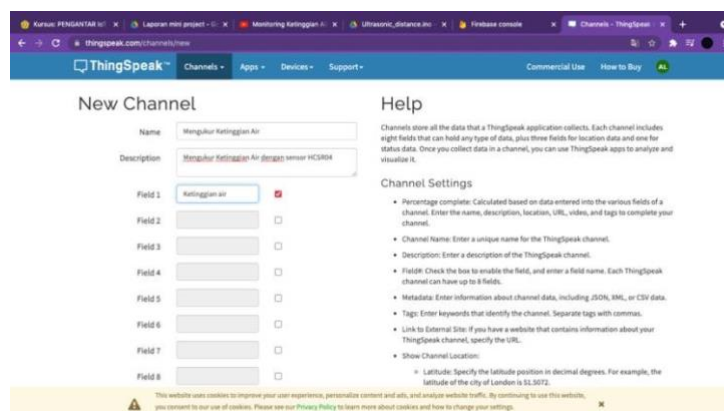 Kursus: PENGANTAR IoT
Laporan mini project -
Monitoring Ketinggian Ai
Ultrasonic_distance.ino -
Firebase console
Channels - ThingSpeak
thingspeak.com/channels/new
ThingSpeak™
Channels
Apps
Devices
Support
Commercial Use
How to Buy
AL
New Channel
Name
Mengukur Ketinggian Air
Description
Mengukur Ketinggian Air dengan sensor HCSR04
Field 1
Ketinggian air
Field 2
Field 3
Field 4
Field 5
Field 6
Field 7
Field 8
Help
Channels store all the data that a ThingSpeak application collects. Each channel includes
eight fields that can hold any type of data, plus three fields for location data and one for
status data. Once you collect data in a channel, you can use ThingSpeak apps to analyze and
visualize it.
Channel Settings
• Percentage complete: Calculated based on data entered into the various fields of a
channel. Enter the name, description, location, URL, video, and tags to complete your
channel.
• Channel Name: Enter a unique name for the ThingSpeak channel.
• Description: Enter a description of the ThingSpeak channel.
• Field#: Check the box to enable the field, and enter a field name. Each ThingSpeak
channel can have up to 8 fields.
• Metadata: Enter information about channel data, including JSON, XML, or CSV data.
• Tags: Enter keywords that identify the channel. Separate tags with commas.
• Link to External Site: If you have a website that contains information about your
ThingSpeak channel, specify the URL.
• Show Channel Location:
Latitude: Specify the latitude position in decimal degrees. For example, the
latitude of the city of London is 51.5072.
This website uses cookies to improve your user experience, personalize content and ads, and analyze website traffic. By continuing to use this website,
you consent to our use of cookies. Please see our Privacy Policy to learn more about cookies and how to change your settings.